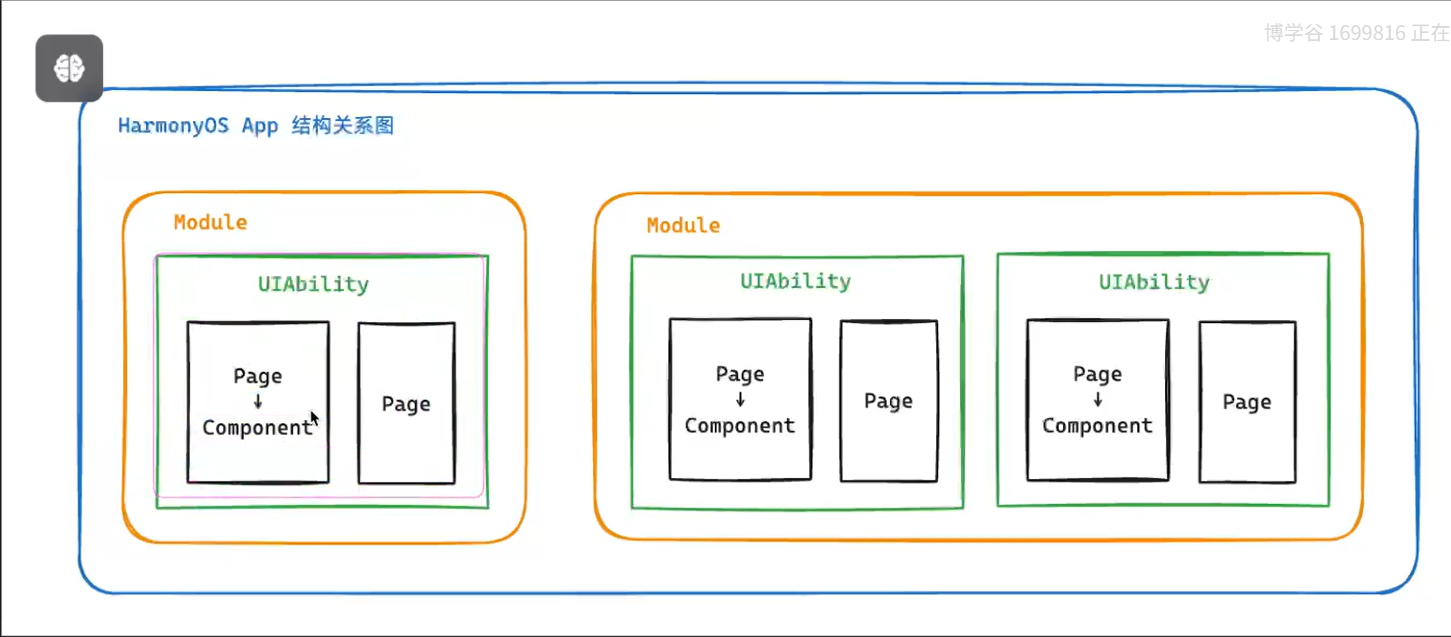 博学谷 1699816 正在
HarmonyOS App 结构关系图
Module
UIAbility
Page
↓
Component
Page
Module
UIAbility
Page
↓
Component
Page
UIAbility
Page
↓
Component
Page